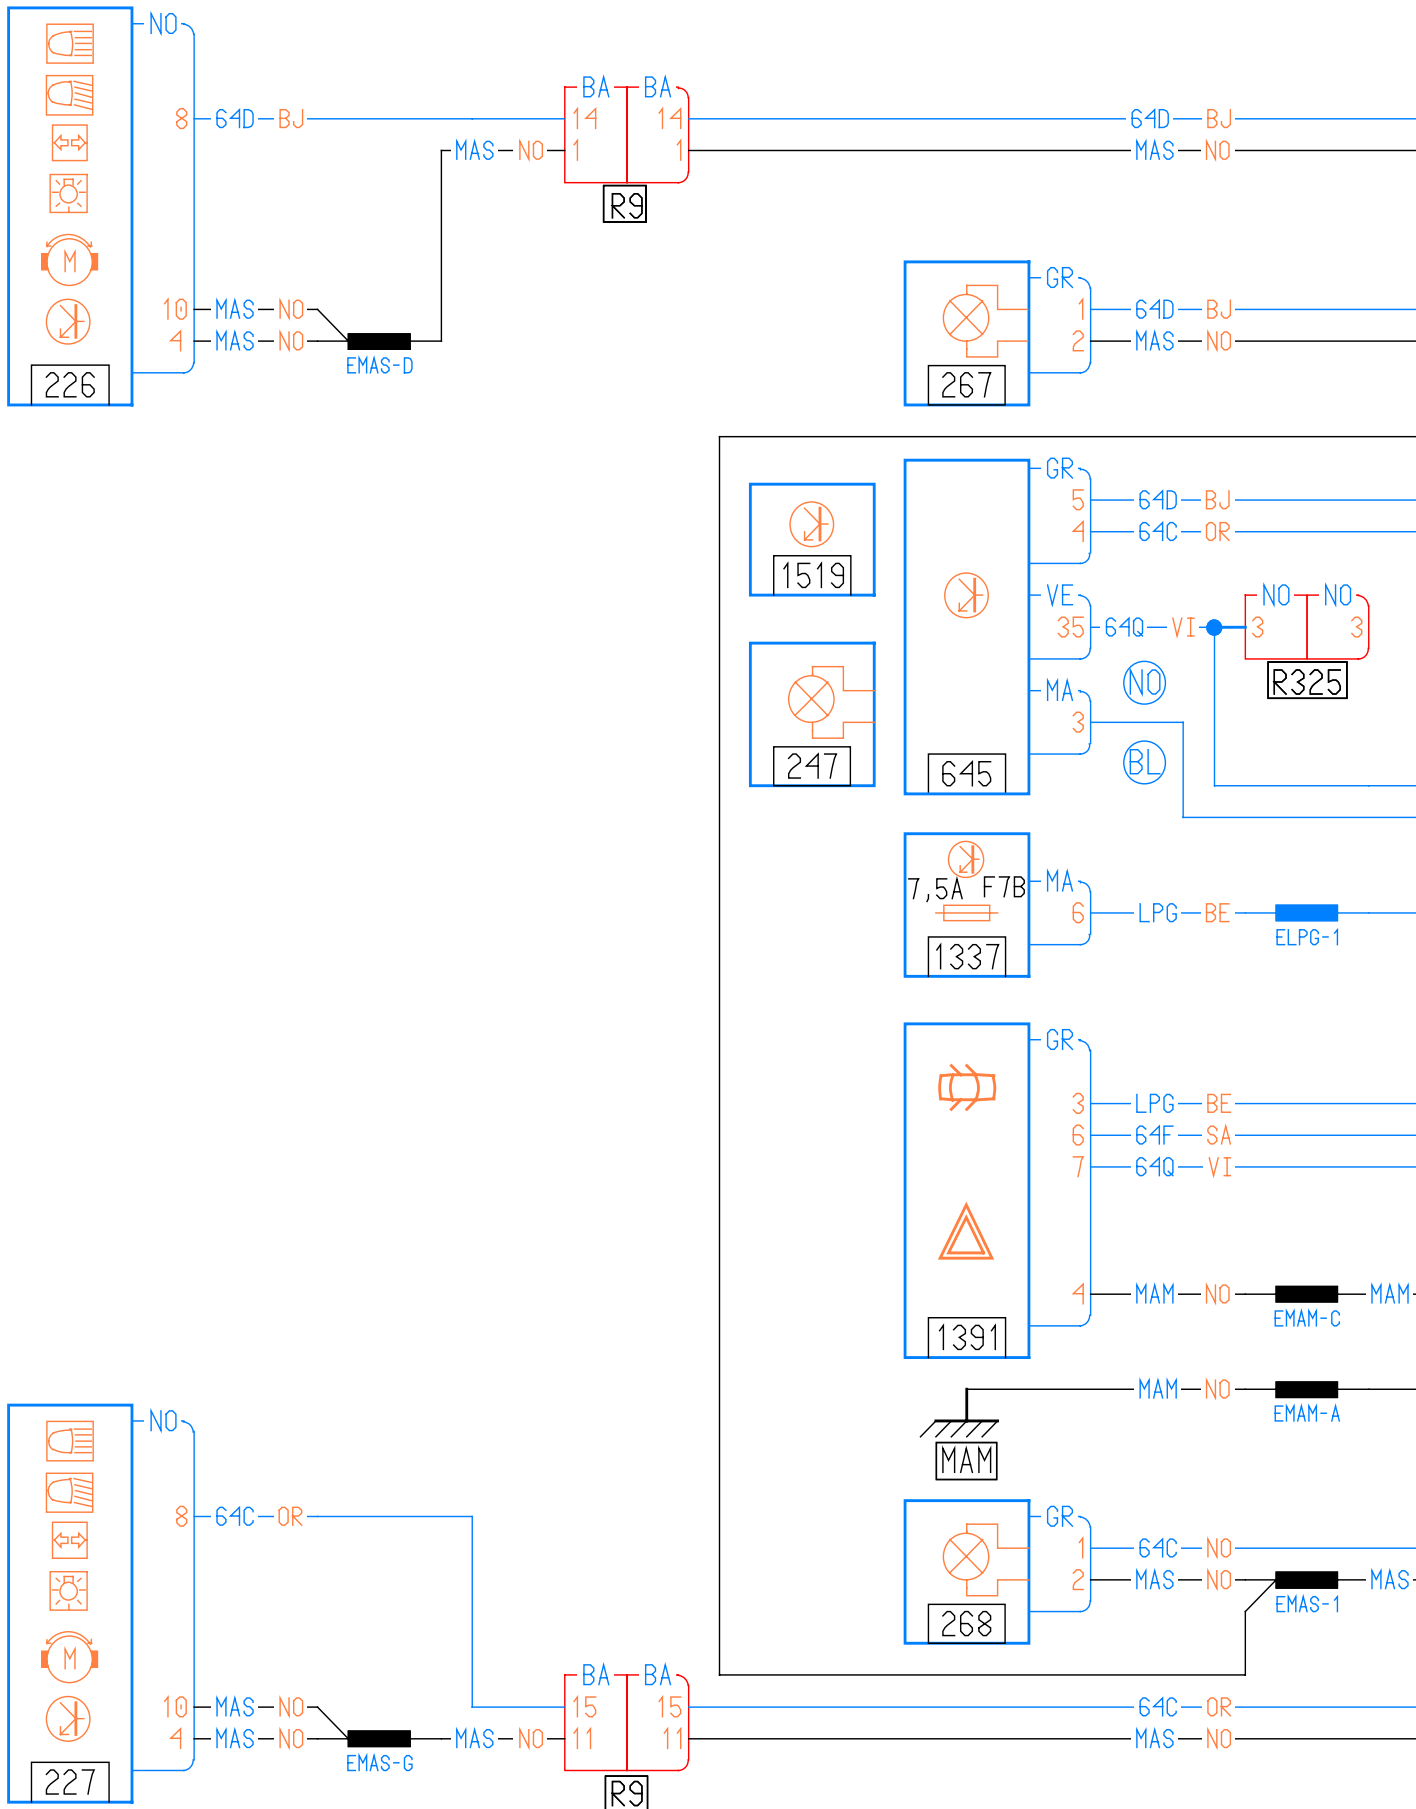 NO
BA BA
8 64D BJ 14 14 64D BJ
MAS NO 1 1 MAS NO
R9
M
GR
10 MAS NO 1 64D BJ
4 MAS NO 2 MAS NO
EMAS-D
226 267
GR
5 64D BJ
4 64C OR
1519
VE NO NO
35 64Q VI 3 3
NO R325
MA
3
BL
247 645
7,5A F7B MA
6 LPG BE
ELPG-1
1337
GR
3 LPG BE
6 64F SA
7 64Q VI
4 MAM NO MAM
EMAM-C
1391
MAM NO
EMAM-A
NO
MAM
8 64C OR GR
1 64C NO
2 MAS NO MAS
EMAS-1
268
M
BA BA
10 MAS NO 15 15 64C OR
4 MAS NO MAS NO 11 11 MAS NO
EMAS-G
227 R9